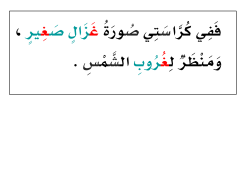 فَفِي كُرَّاسَتِي صُورَةُ غَزَالٍ صَغِيرٍ ،
وَمَنْظَرٌ لِغُرُوبِ الشَّمْسِ .